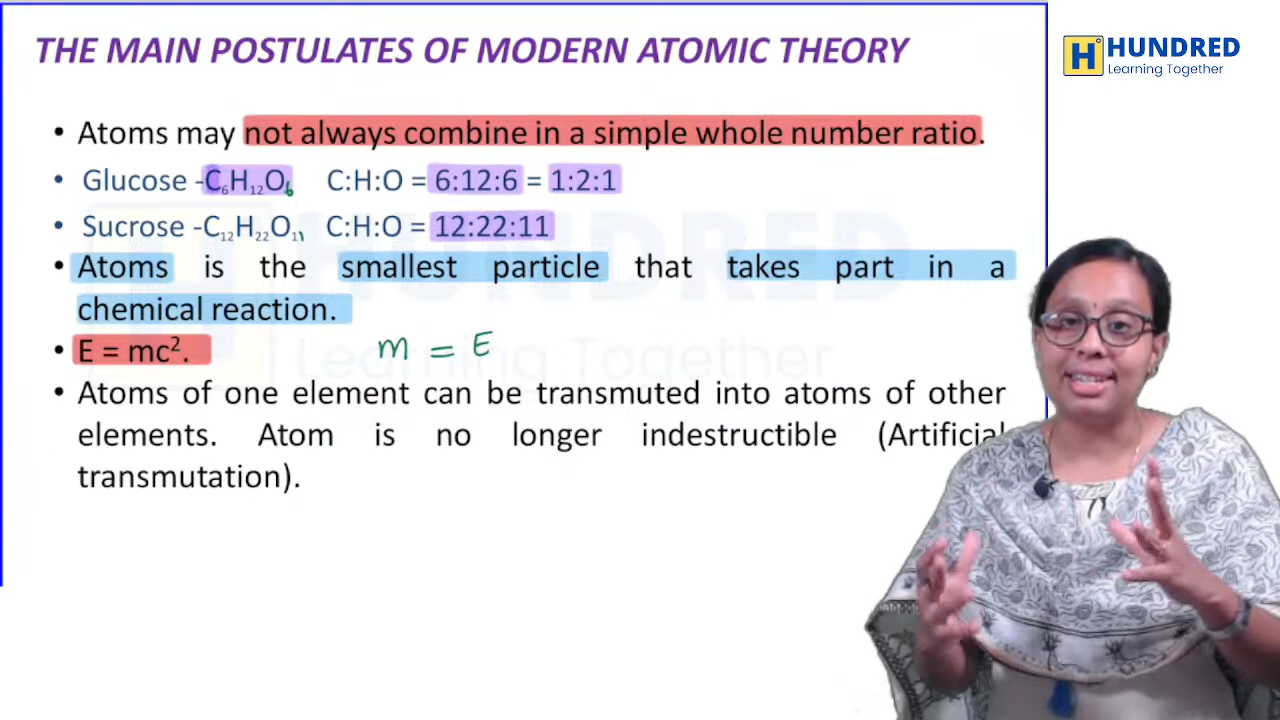 THE MAIN POSTULATES OF MODERN ATOMIC THEORY
H HUNDRED
Learning Together
• Atoms may not always combine in a simple whole number ratio.
• Glucose -C₆H₁₂O₆ C:H:O = 6:12:6 = 1:2:1
• Sucrose -C₁₂H₂₂O₁₁ C:H:O = 12:22:11
• Atoms is the smallest particle that takes part in a
chemical reaction.
• E = mc². m = E
• Atoms of one element can be transmuted into atoms of other
elements. Atom is no longer indestructible (Artificial
transmutation).
HUNDRED
Learning Together